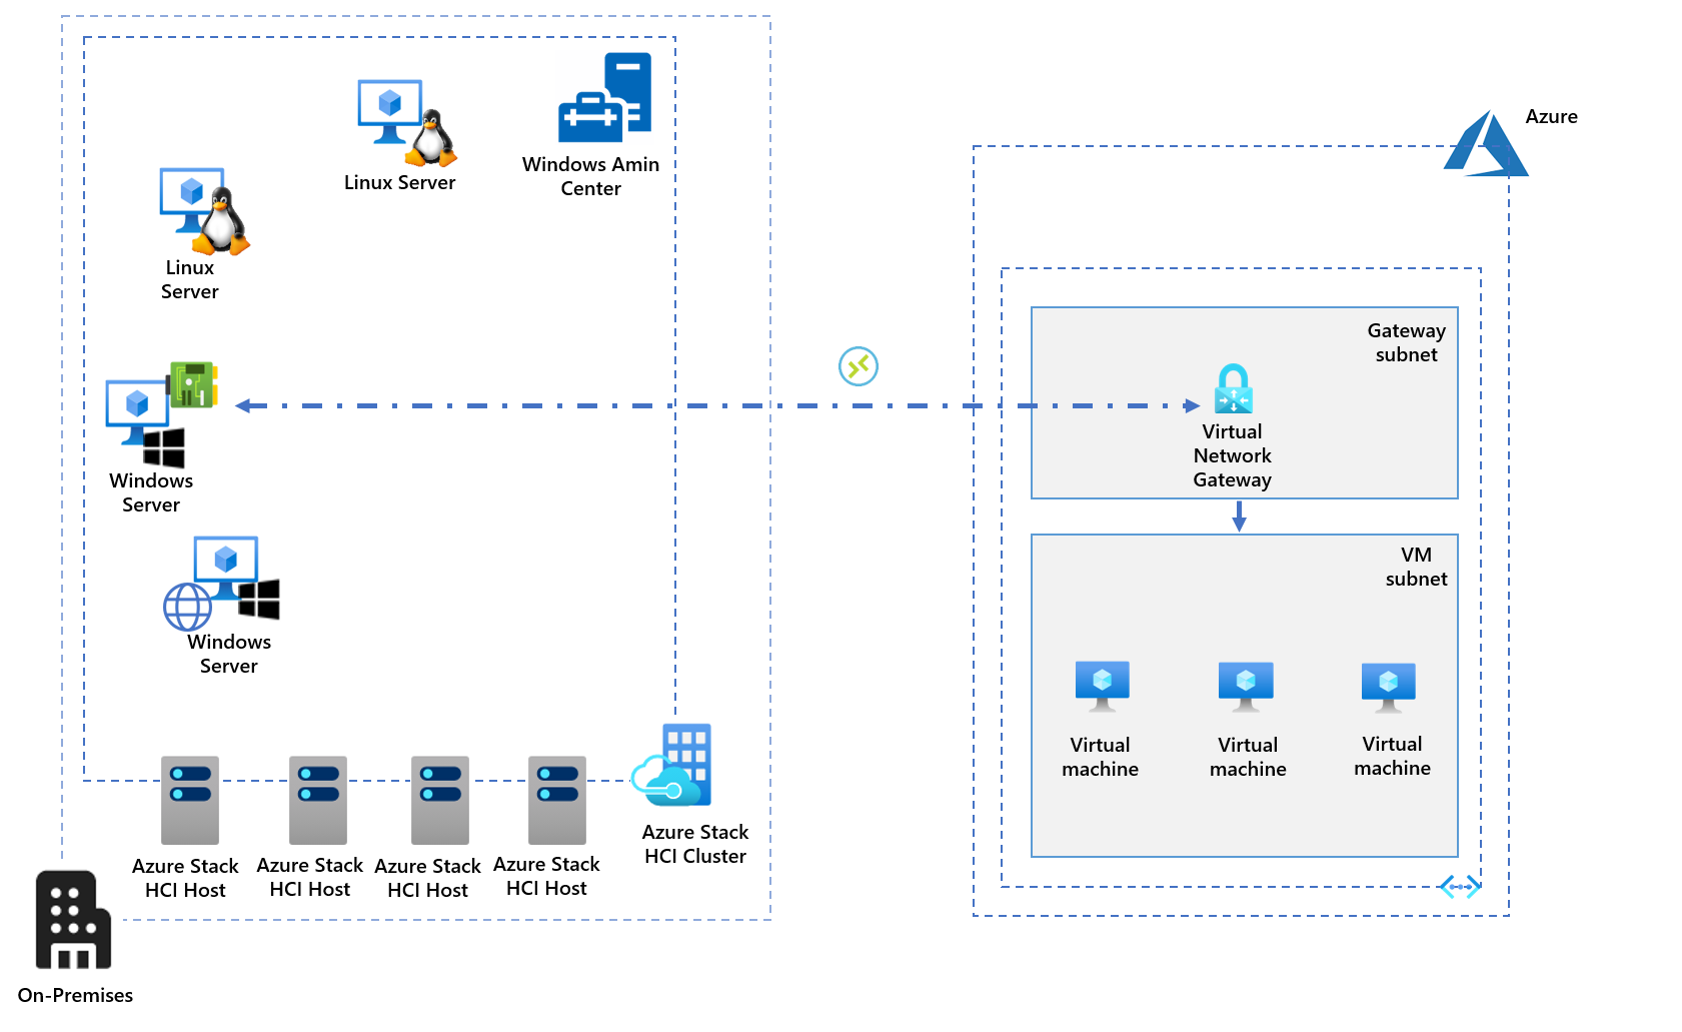 Windows Amin
Center
Linux Server
Linux
Server
Windows
Server
Windows
Server
Azure Stack
HCI Cluster
Azure Stack
HCI Host
Azure Stack
HCI Host
Azure Stack
HCI Host
Azure Stack
HCI Host
On-Premises
Azure
Gateway
subnet
Virtual
Network
Gateway
VM
subnet
Virtual
machine
Virtual
machine
Virtual
machine